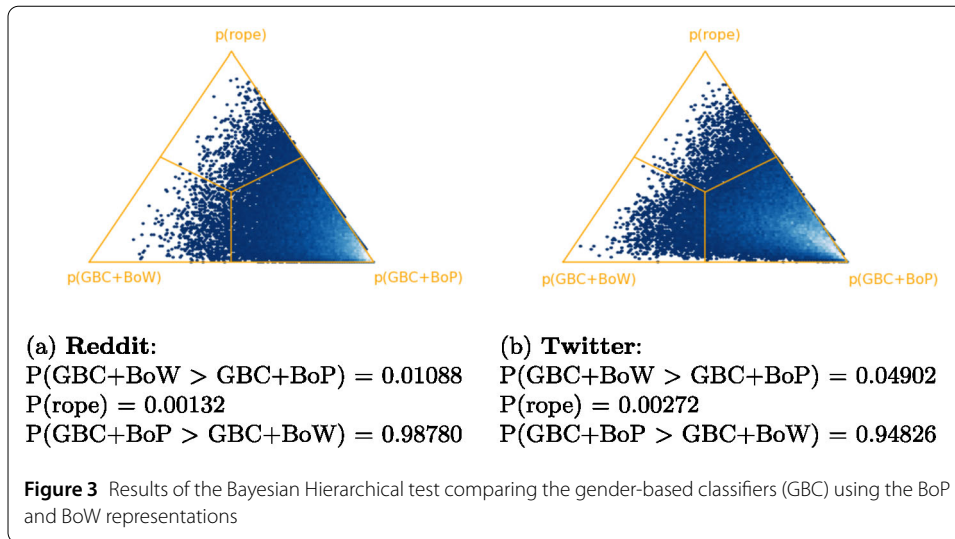 p(rope)
p(GBC+BoW)
p(GBC+BoP)
p(rope)
p(GBC+BoW)
p(GBC+BoP)
(a) Reddit:
P(GBC+BoW > GBC+BoP) = 0.01088
P(rope) = 0.00132
P(GBC+BoP > GBC+BoW) = 0.98780
(b) Twitter:
P(GBC+BoW > GBC+BoP) = 0.04902
P(rope) = 0.00272
P(GBC+BoP > GBC+BoW) = 0.94826
Figure 3 Results of the Bayesian Hierarchical test comparing the gender-based classifiers (GBC) using the BoP
and BoW representations